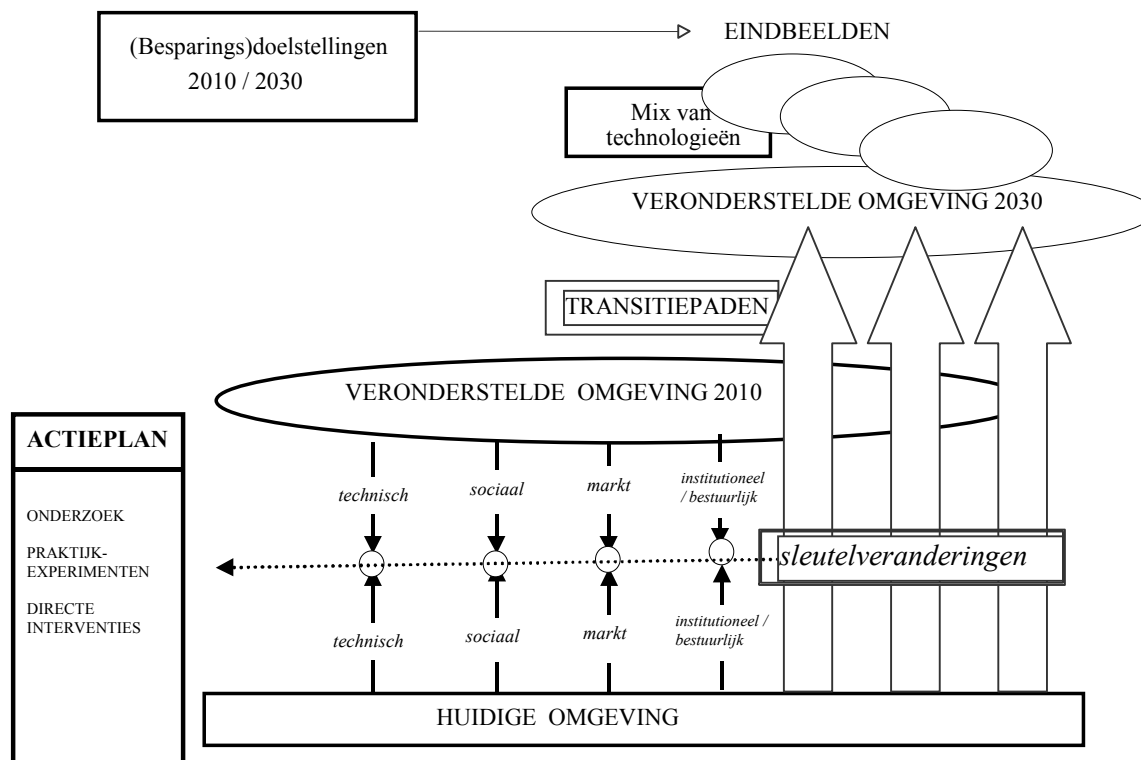 (Besparings)doelstellingen
2010 / 2030
EINDBEELDEN
Mix van
technologieën
VERONDERSTELDE OMGEVING 2030
TRANSITIEPADEN
VERONDERSTELDE OMGEVING 2010
ACTIEPLAN
ONDERZOEK
PRAKTIJK-
EXPERIMENTEN
DIRECTE
INTERVENTIES
technisch
sociaal
markt
institutioneel
/ bestuurlijk
sleutelveranderingen
technisch
sociaal
markt
institutioneel /
bestuurlijk
HUIDIGE OMGEVING